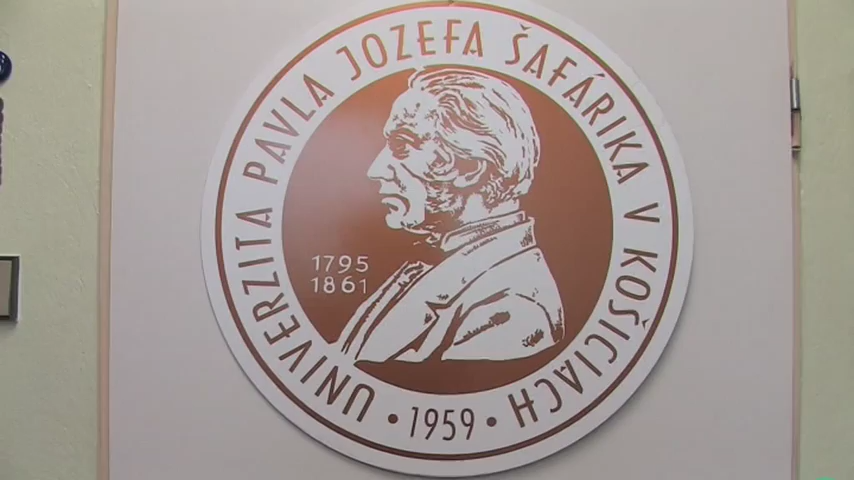 UNIVERZITA PAVLA JOZEFA ŠAFÁRIKA V KOŠICIACH
1795
1861
• 1959 •